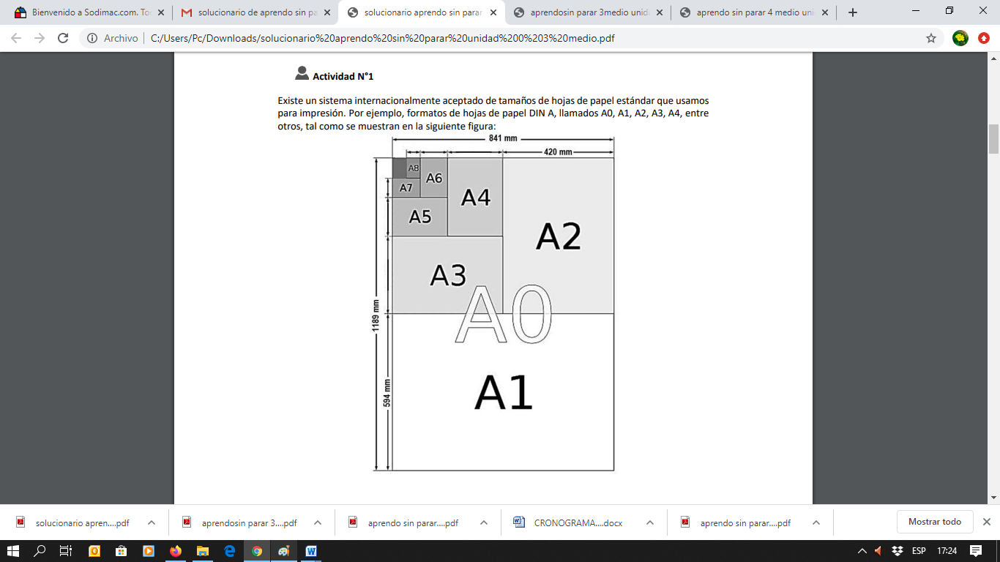 Bienvenido a Sodimac.com. To
solucionario de aprendo sin pa
solucionario aprendo sin parar
aprendosin parar 3medio unida
aprendo sin parar 4 medio uni
Archivo
C:/Users/Pc/Downloads/solucionario%20aprendo%20sin%20parar%20unidad%200%203%20medio.pdf
Actividad N°1
Existe un sistema internacionalmente aceptado de tamaños de hojas de papel estándar que usamos
para impresión. Por ejemplo, formatos de hojas de papel DIN A, llamados A0, A1, A2, A3, A4, entre
otros, tal como se muestran en la siguiente figura:
841 mm
420 mm
A8
A6
A7
A4
A5
A2
A3
A0
1189 mm
A1
594 mm
solucionario apren....pdf
aprendosin parar 3....pdf
aprendo sin parar....pdf
CRONOGRAMA....docx
aprendo sin parar....pdf
Mostrar todo
ESP
17:24